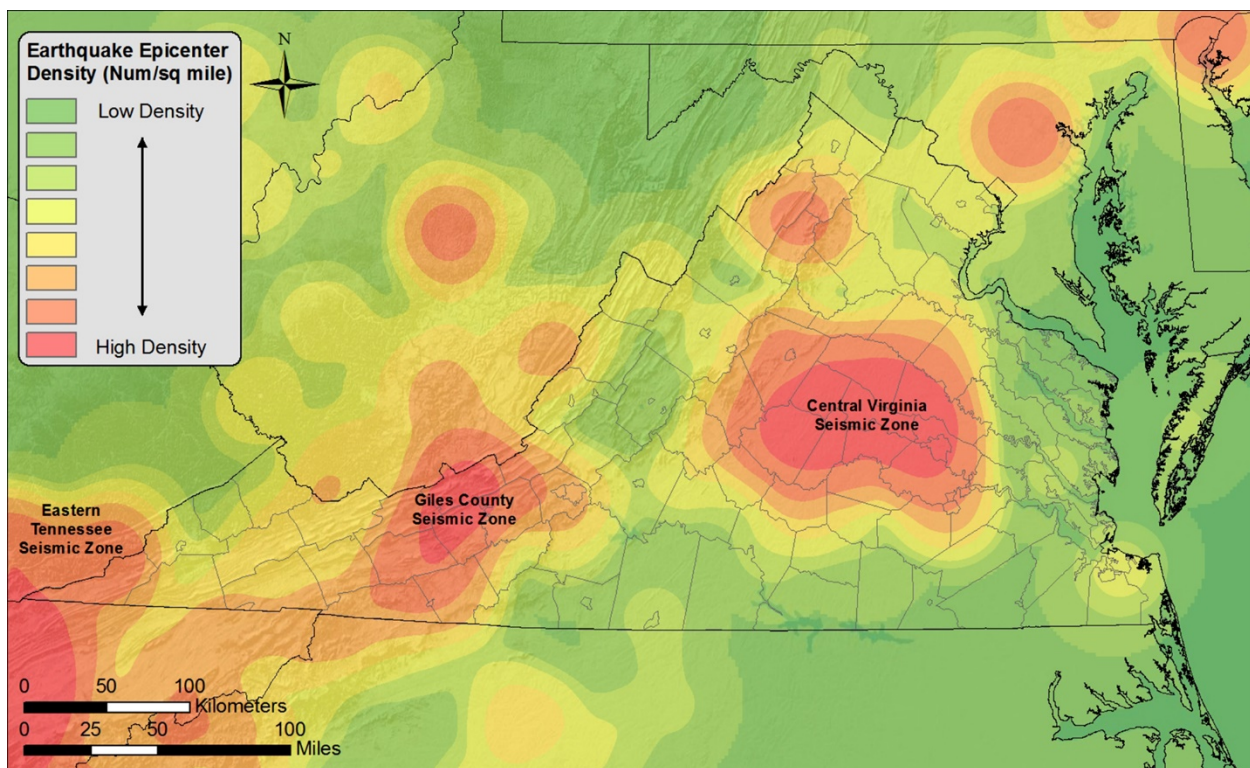 Earthquake Epicenter
Density (Num/sq mile)
Low Density
High Density
N
Central Virginia
Seismic Zone
Giles County
Seismic Zone
Eastern
Tennessee
Seismic Zone
0 50 100
Kilometers
0 25 50 100
Miles